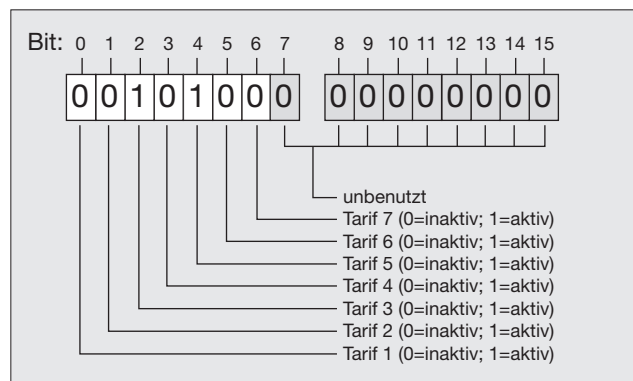 Bit: 0 1 2 3 4 5 6 7 8 9 10 11 12 13 14 15
0 0 1 0 1 0 0 0 0 0 0 0 0 0 0 0
unbenutzt
Tarif 7 (0=inaktiv; 1=aktiv)
Tarif 6 (0=inaktiv; 1=aktiv)
Tarif 5 (0=inaktiv; 1=aktiv)
Tarif 4 (0=inaktiv; 1=aktiv)
Tarif 3 (0=inaktiv; 1=aktiv)
Tarif 2 (0=inaktiv; 1=aktiv)
Tarif 1 (0=inaktiv; 1=aktiv)